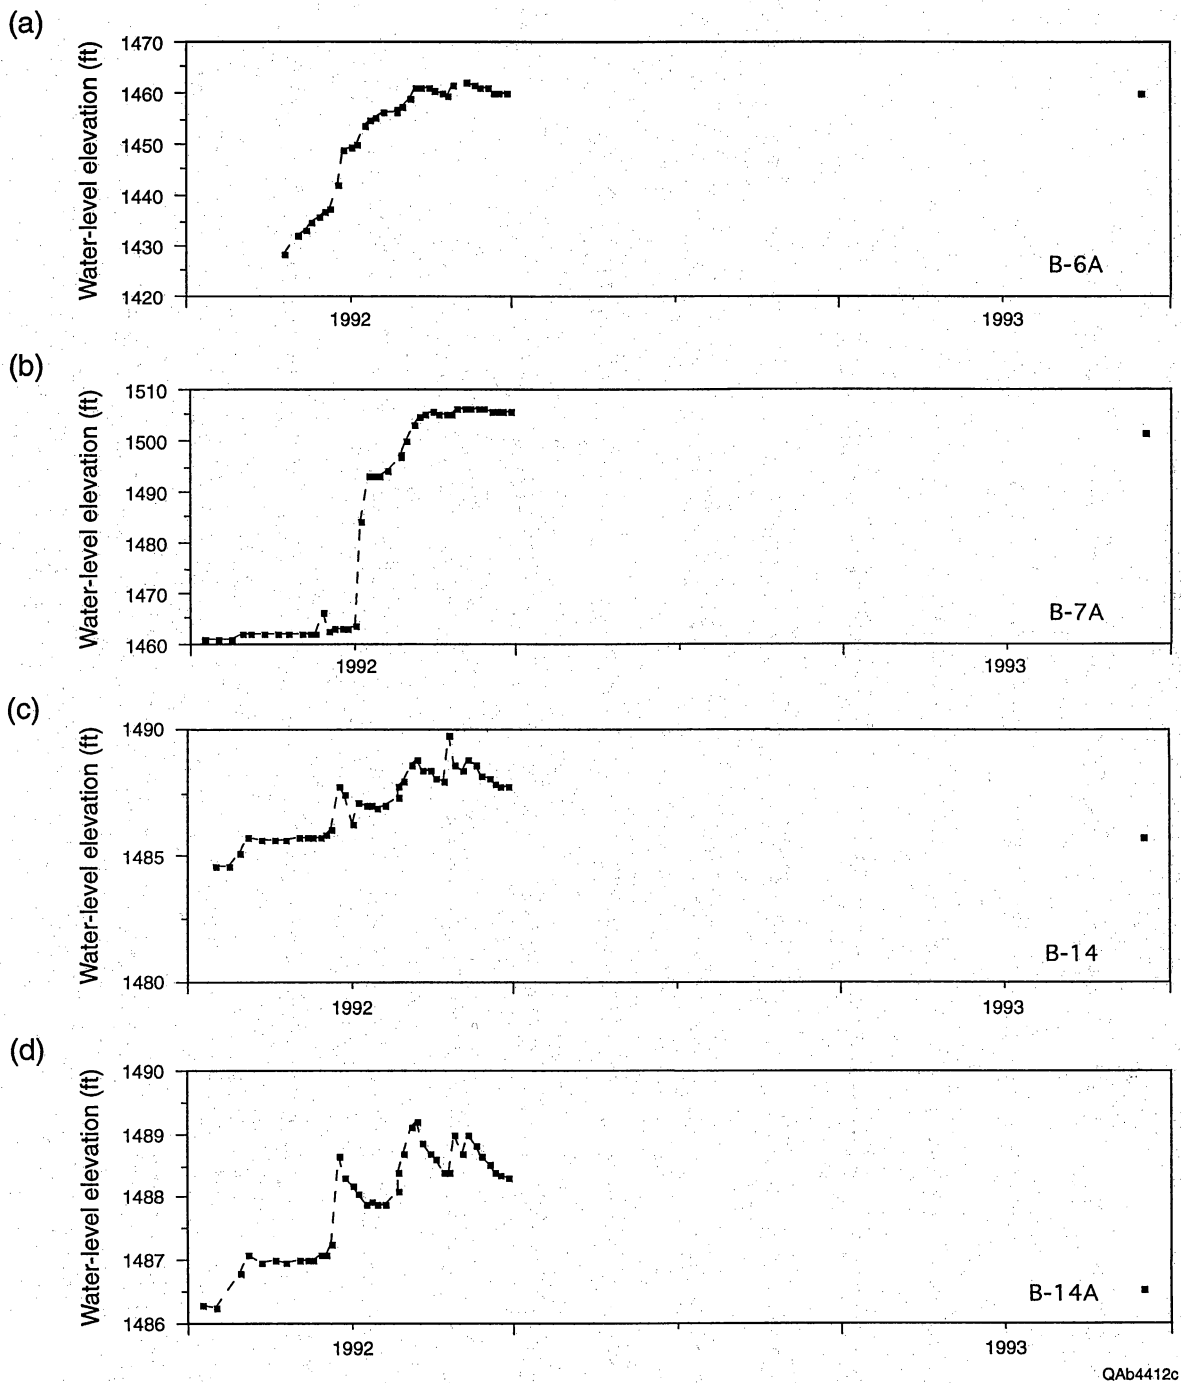 (a)
Water-level elevation (ft)
1470
1460
1450
1440
1430
1420
B-6A
1992
1993
(b)
Water-level elevation (ft)
1510
1500
1490
1480
1470
1460
B-7A
1992
1993
(c)
Water-level elevation (ft)
1490
1485
1480
B-14
1992
1993
(d)
Water-level elevation (ft)
1490
1489
1488
1487
1486
B-14A
1992
1993
QAb4412c